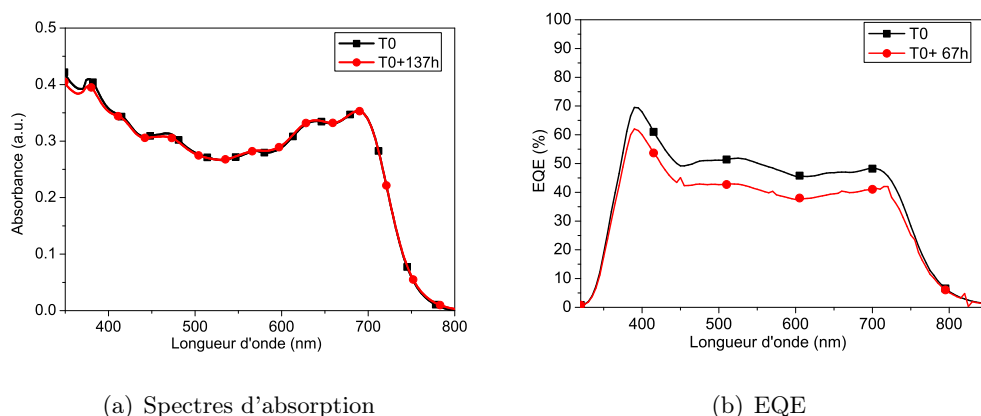 0.5
0.4
0.3
0.2
0.1
0.0
Absorbance (a.u.)
400 500 600 700 800
Longueur d'onde (nm)
T0
T0+137h
(a) Spectres d'absorption
100
90
80
70
60
50
40
30
20
10
0
EQE (%)
400 500 600 700 800
Longueur d'onde (nm)
T0
T0+ 67h
(b) EQE